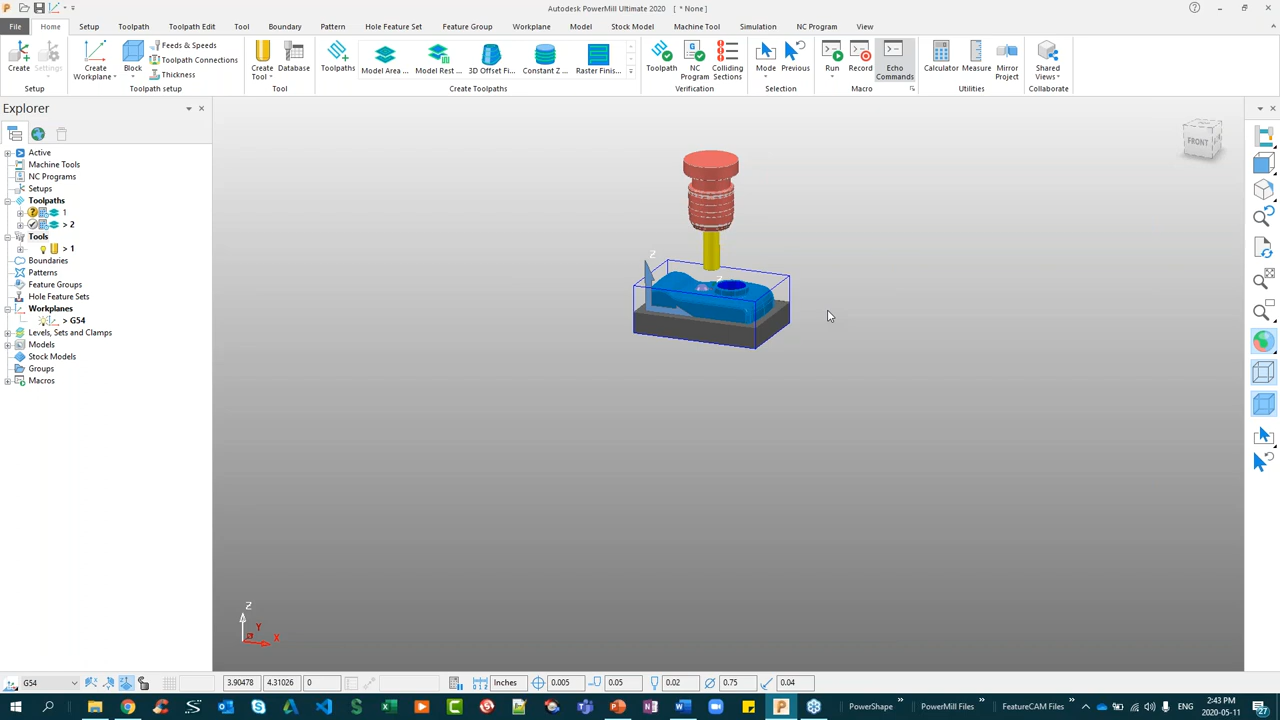 Autodesk PowerMill Ultimate 2020 - [ * None ]
File Home Setup Toolpath Toolpath Edit Tool Boundary Pattern Hole Feature Set Feature Group Workplane Model Stock Model Machine Tool Simulation NC Program View
Create Settings... Create Workplane Block Feeds & Speeds Toolpath Connections Thickness Create Tool Database Toolpaths Model Area ... Model Rest ... 3D Offset Fi... Constant Z ... Raster Finis... Toolpath NC Program Colliding Sections Mode Previous Run Record Echo Commands Calculator Measure Mirror Project Shared Views
Setup Toolpath setup Tool Create Toolpaths Verification Selection Macro Utilities Collaborate
Explorer
Active
Machine Tools
NC Programs
Setups
Toolpaths
1
> 2
Tools
> 1
Boundaries
Patterns
Feature Groups
Hole Feature Sets
Workplanes
> G54
Levels, Sets and Clamps
Models
Stock Models
Groups
Macros
FRONT
Z
Z
Z
Y
X
G54 3.90478 4.31026 0 Inches 0.005 0.05 0.02 0.75 0.04
PowerShape PowerMill Files FeatureCAM Files ENG 2:43 PM
2020-05-11
27